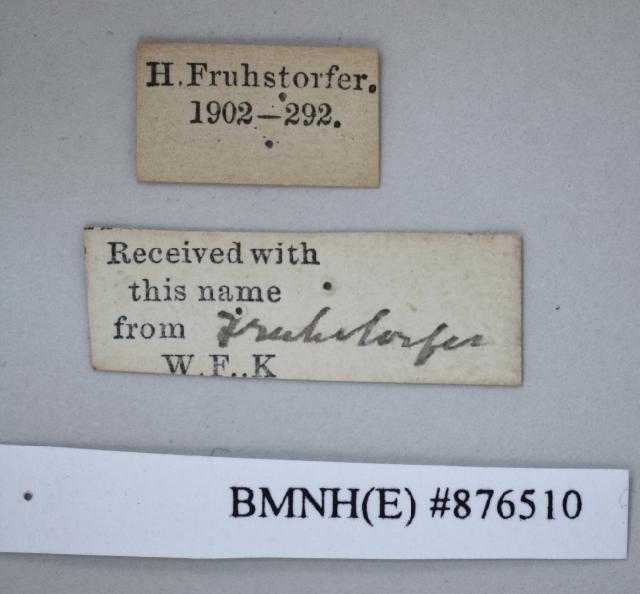 H. Fruhstorfer.
1902–292.
Received with
this name
from Fruhstorfer
W. F. K
BMNH(E) #876510